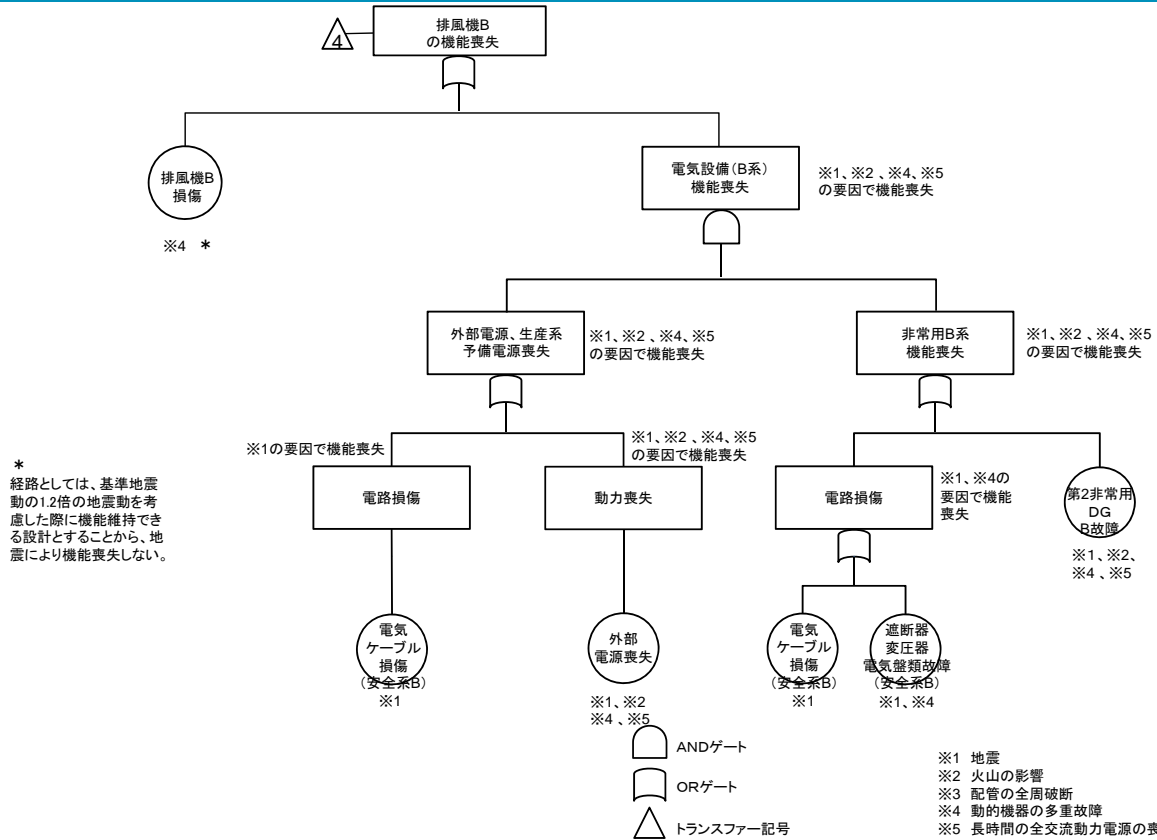 排風機B
の機能喪失
4
排風機B
損傷
※4 *
電気設備(B系)
機能喪失
※1、※2 、※4、※5
の要因で機能喪失
外部電源、生産系
予備電源喪失
※1、※2 、※4、※5
の要因で機能喪失
非常用B系
機能喪失
※1、※2 、※4、※5
の要因で機能喪失
※1の要因で機能喪失
電路損傷
※1、※2 、※4、※5
の要因で機能喪失
動力喪失
電路損傷
※1、※4の
要因で機能
喪失
第2非常用
DG
B故障
※1、※2、
※4 、※5
*
経路としては、基準地震
動の1.2倍の地震動を考
慮した際に機能維持でき
る設計とすることから、地
震により機能喪失しない。
電気
ケーブル
損傷
(安全系B)
※1
外部
電源喪失
※1、※2
※4 、※5
電気
ケーブル
損傷
(安全系B)
※1
遮断器
変圧器
電気盤類故障
(安全系B)
※1、※4
ANDゲート
ORゲート
トランスファー記号
※1 地震
※2 火山の影響
※3 配管の全周破断
※4 動的機器の多重故障
※5 長時間の全交流動力電源の